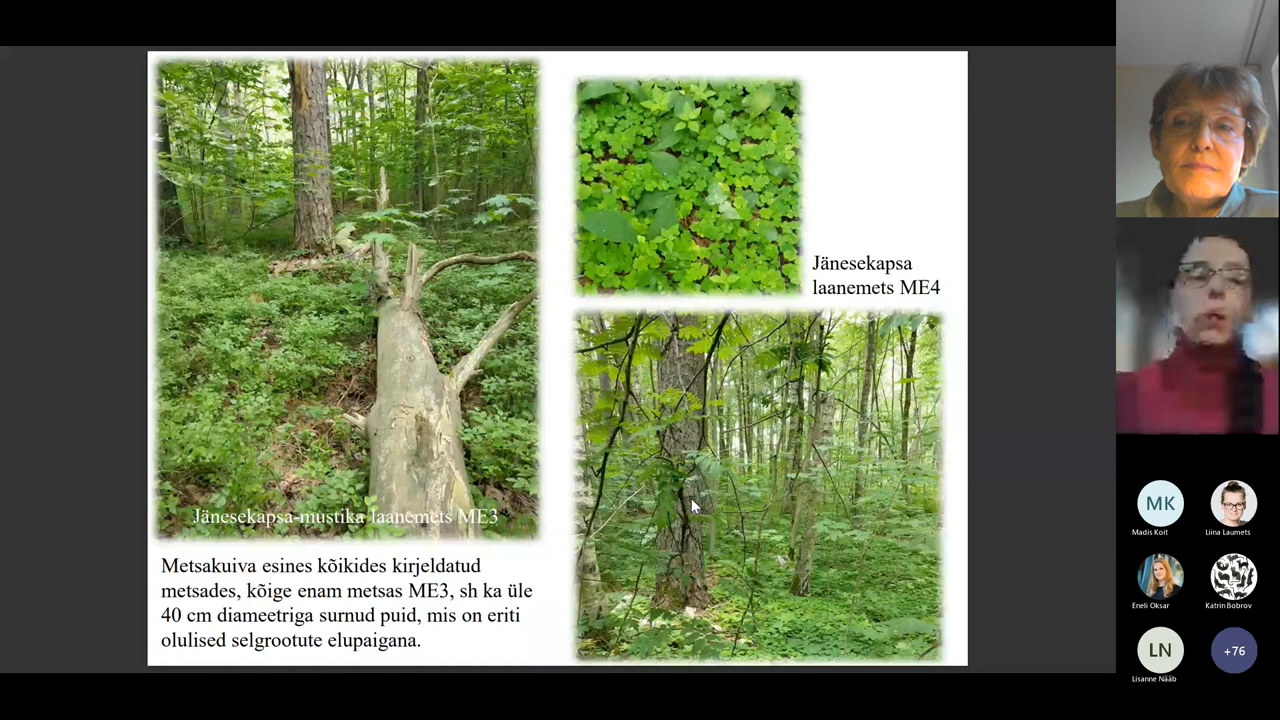 Jänesekapsa-mustika laanemets ME3
Metsakuiva esines kõikides kirjeldatud
metsades, kõige enam metsas ME3, sh ka üle
40 cm diameetriga surnud puid, mis on eriti
olulised selgrootute elupaigana.
Jänesekapsa
laanemets ME4
MK
Madis Koit
Liina Laumets
Eneli Oksar
Katrin Bobrov
LN
Lisanne Nääb
+76